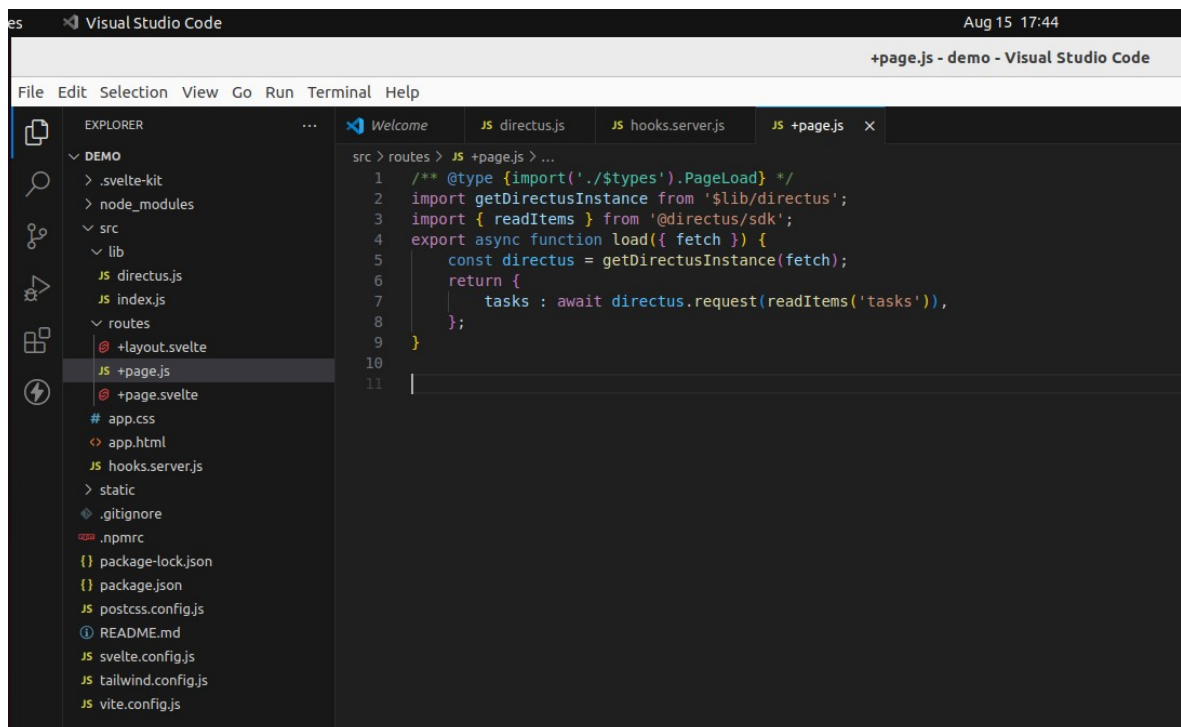 es Visual Studio Code Aug 15 17:44
+page.js - demo - Visual Studio Code
File Edit Selection View Go Run Terminal Help
EXPLORER ...
DEMO
> .svelte-kit
> node_modules
src
lib
JS directus.js
JS index.js
routes
+layout.svelte
JS +page.js
+page.svelte
# app.css
<> app.html
JS hooks.server.js
> static
.gitignore
npm .npmrc
{} package-lock.json
{} package.json
JS postcss.config.js
README.md
JS svelte.config.js
JS tailwind.config.js
JS vite.config.js
Welcome JS directus.js JS hooks.server.js JS +page.js ×
src > routes > JS +page.js > ...
1 /** @type {import('./$types').PageLoad} */
2 import getDirectusInstance from '$lib/directus';
3 import { readItems } from '@directus/sdk';
4 export async function load({ fetch }) {
5 const directus = getDirectusInstance(fetch);
6 return {
7 tasks : await directus.request(readItems('tasks')),
8 };
9 }
10
11